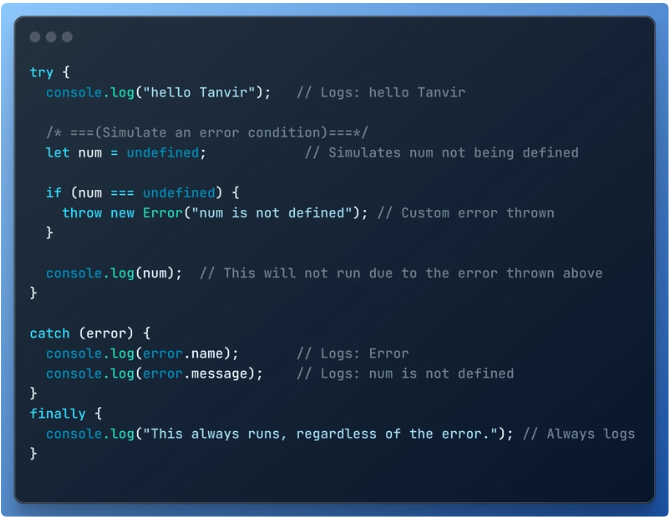 try {
  console.log("hello Tanvir");   // Logs: hello Tanvir
  /* ===(Simulate an error condition)===*/
  let num = undefined;            // Simulates num not being defined
  if (num === undefined) {
    throw new Error("num is not defined"); // Custom error thrown
  }
  console.log(num);  // This will not run due to the error thrown above
}
catch (error) {
  console.log(error.name);       // Logs: Error
  console.log(error.message);    // Logs: num is not defined
}
finally {
  console.log("This always runs, regardless of the error."); // Always logs
}